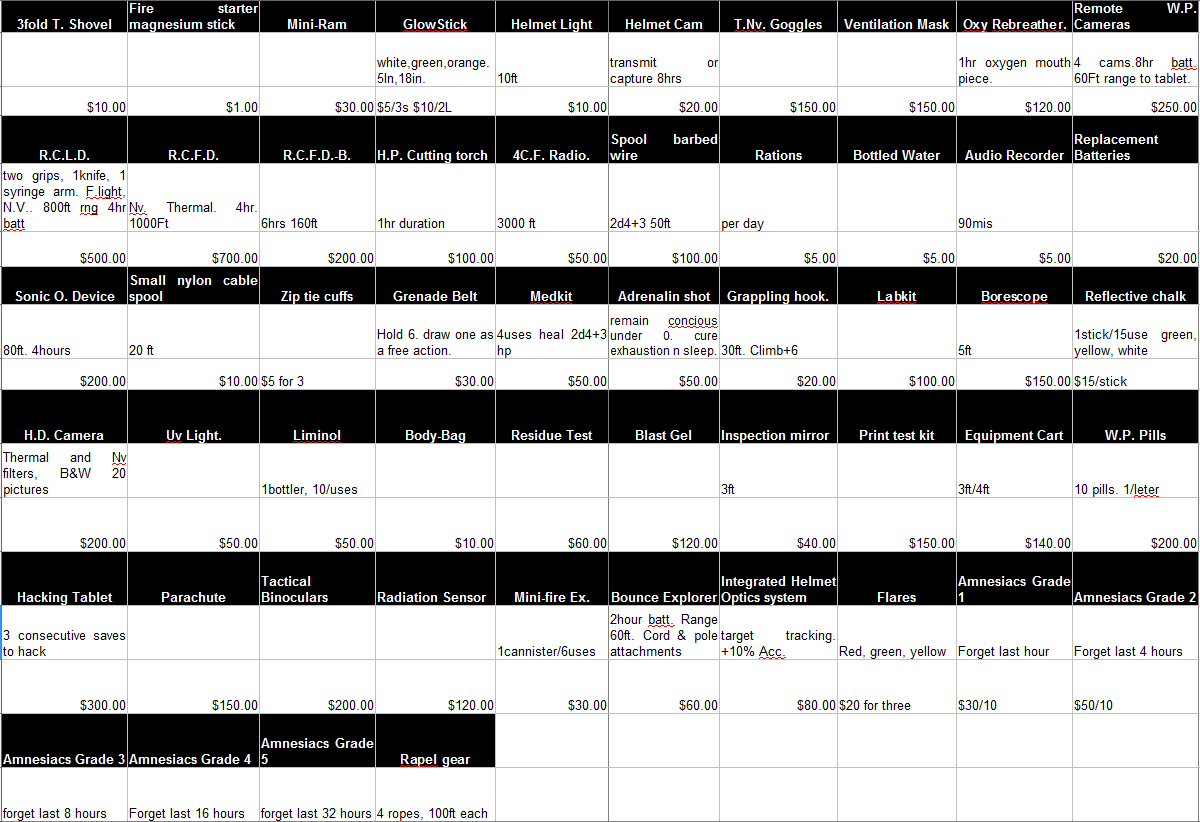 3fold T. Shovel
Fire starter
magnesium stick
Mini-Ram
GlowStick
Helmet Light
Helmet Cam
T.Nv. Goggles
Ventilation Mask
Oxy Rebreather.
Remote W.P.
Cameras
white,green,orange.
5In,18in.
10ft
transmit or
capture 8hrs
1hr oxygen mouth
piece.
4 cams.8hr batt.
60Ft range to tablet.
$10.00
$1.00
$30.00
$5/3s $10/2L
$10.00
$20.00
$150.00
$150.00
$120.00
$250.00
R.C.L.D.
R.C.F.D.
R.C.F.D.-B.
H.P. Cutting torch
4C.F. Radio.
Spool barbed
wire
Rations
Bottled Water
Audio Recorder
Replacement
Batteries
two grips, 1knife, 1
syringe arm. F.light,
N.V.. 800ft rng 4hr
batt
Nv. Thermal. 4hr.
1000Ft
6hrs 160ft
1hr duration
3000 ft
2d4+3 50ft
per day
90mis
$500.00
$700.00
$200.00
$100.00
$50.00
$100.00
$5.00
$5.00
$5.00
$20.00
Sonic O. Device
Small nylon cable
spool
Zip tie cuffs
Grenade Belt
Medkit
Adrenalin shot
Grappling hook.
Labkit
Borescope
Reflective chalk
80ft. 4hours
20 ft
Hold 6. draw one as
a free action.
4uses heal 2d4+3
hp
remain concious
under 0. cure
exhaustion n sleep.
30ft. Climb+6
5ft
1stick/15use green,
yellow, white
$200.00
$10.00
$5 for 3
$30.00
$50.00
$50.00
$20.00
$100.00
$150.00
$15/stick
H.D. Camera
Uv Light.
Liminol
Body-Bag
Residue Test
Blast Gel
Inspection mirror
Print test kit
Equipment Cart
W.P. Pills
Thermal and Nv
filters, B&W 20
pictures
1bottler, 10/uses
3ft
3ft/4ft
10 pills. 1/leter
$200.00
$50.00
$50.00
$10.00
$60.00
$120.00
$40.00
$150.00
$140.00
$200.00
Hacking Tablet
Parachute
Tactical
Binoculars
Radiation Sensor
Mini-fire Ex.
Bounce Explorer
Integrated Helmet
Optics system
Flares
Amnesiacs Grade
1
Amnesiacs Grade 2
3 consecutive saves
to hack
1cannister/6uses
2hour batt. Range
60ft. Cord & pole
attachments
target tracking.
+10% Acc.
Red, green, yellow
Forget last hour
Forget last 4 hours
$300.00
$150.00
$200.00
$120.00
$30.00
$60.00
$80.00
$20 for three
$30/10
$50/10
Amnesiacs Grade 3
Amnesiacs Grade 4
Amnesiacs Grade
5
Rapel gear
forget last 8 hours
Forget last 16 hours
forget last 32 hours
4 ropes, 100ft each